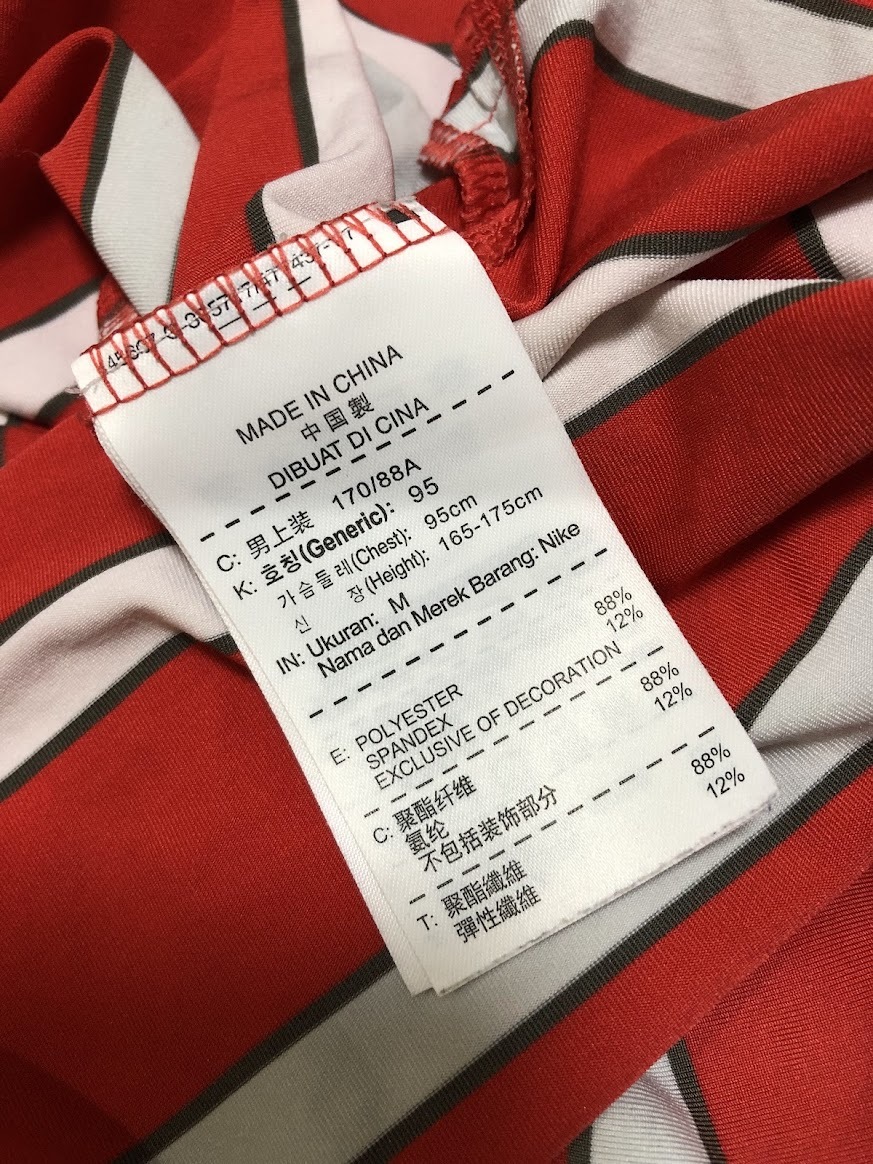 MADE IN CHINA
中国製
DIBUAT DI CINA
C: 男上装 170/88A
K: 호칭(Generic): 95
가슴둘레(Chest): 95cm
신 장(Height): 165-175cm
IN: Ukuran: M
Nama dan Merek Barang: Nike
E: POLYESTER 88%
SPANDEX 12%
EXCLUSIVE OF DECORATION
C: 聚酯纤维 88%
氨纶 12%
不包括装饰部分
T: 聚酯纖維 88%
彈性纖維 12%